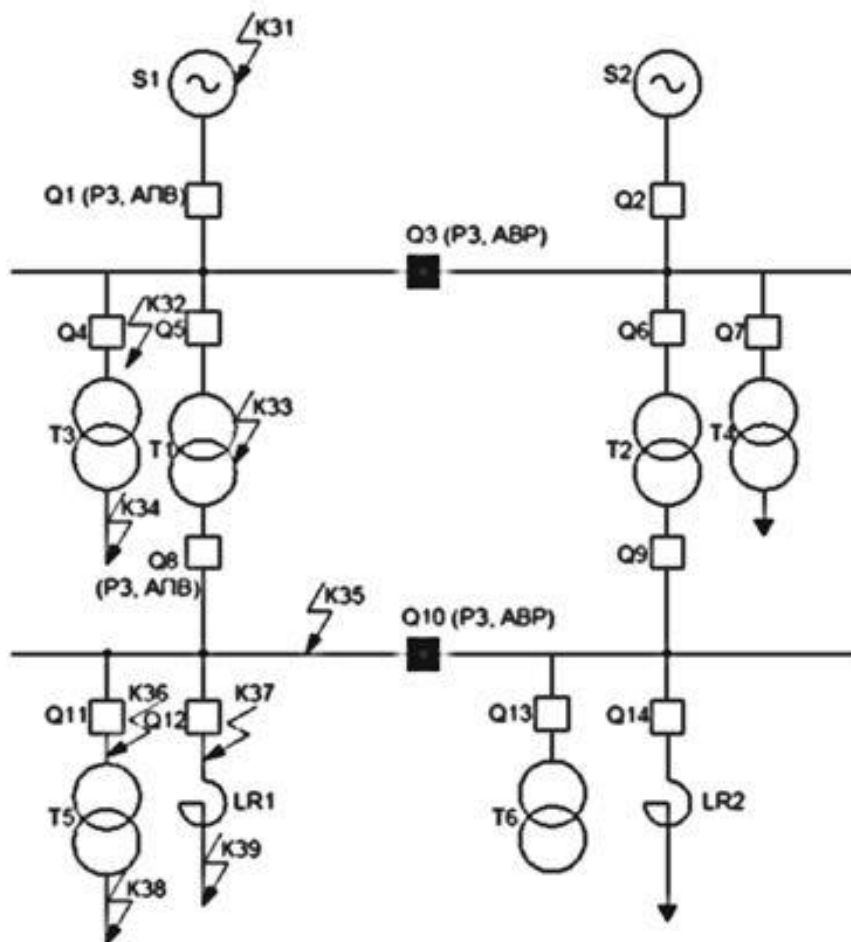 К31
S1
S2
Q1 (РЗ, АПВ)
Q2
Q3 (РЗ, АВР)
К32
Q4
Q5
Q6
Q7
К33
T3
T1
T2
T4
К34
Q8
(РЗ, АПВ)
Q9
К35
Q10 (РЗ, АВР)
К36
К37
Q11
Q12
Q13
Q14
T5
LR1
T6
LR2
К39
К38